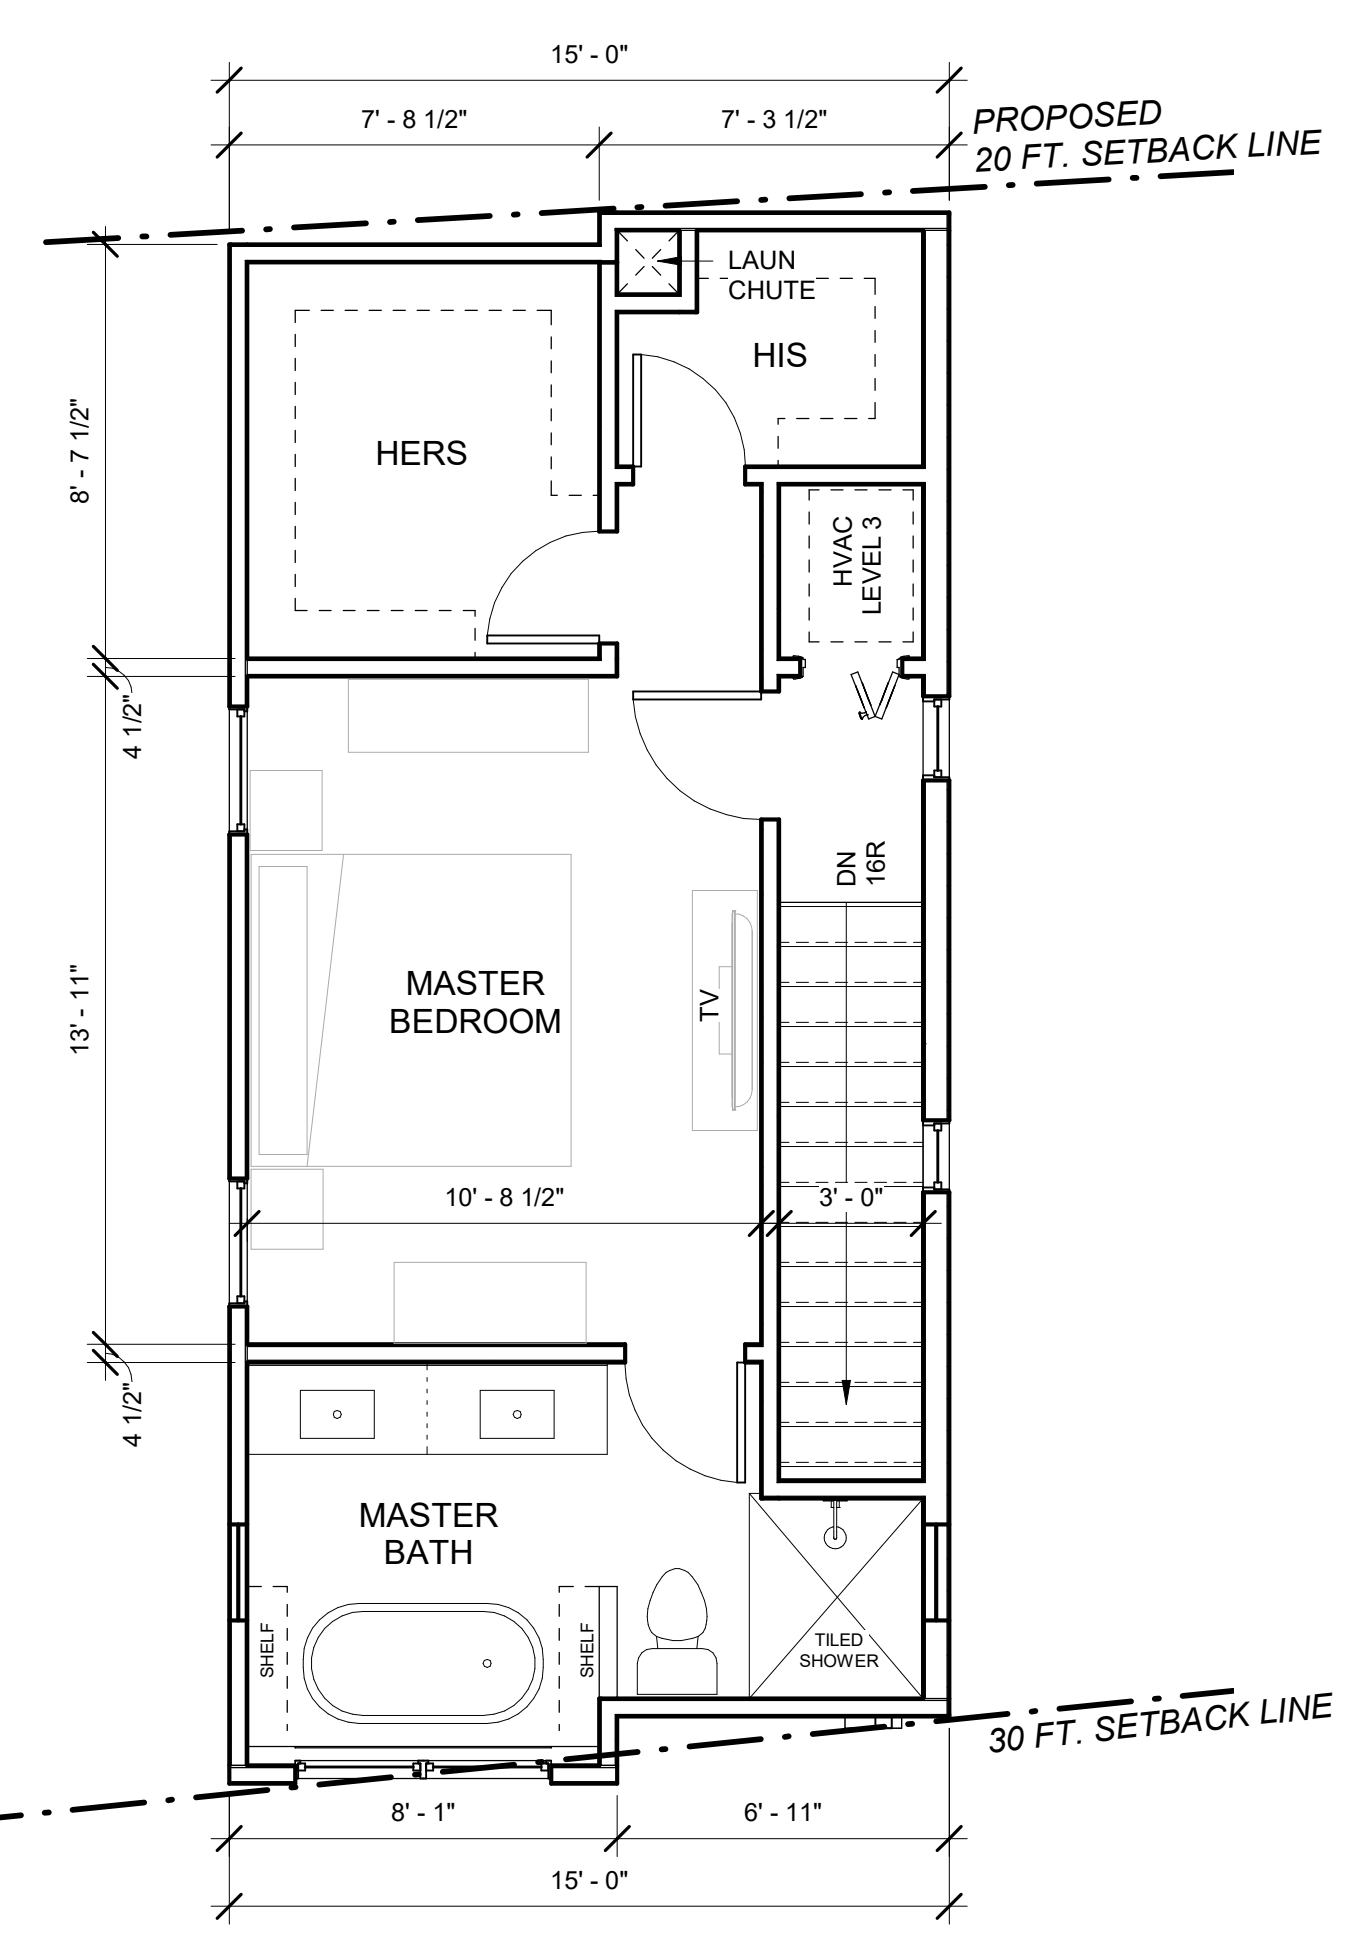 15' - 0"
7' - 8 1/2"
7' - 3 1/2"
PROPOSED
20 FT. SETBACK LINE
LAUN
CHUTE
HIS
HERS
8' - 7 1/2"
HVAC
LEVEL 3
4 1/2"
DN
16R
MASTER
BEDROOM
TV
13' - 11"
10' - 8 1/2"
3' - 0"
4 1/2"
MASTER
BATH
SHELF
SHELF
TILED
SHOWER
30 FT. SETBACK LINE
8' - 1"
6' - 11"
15' - 0"